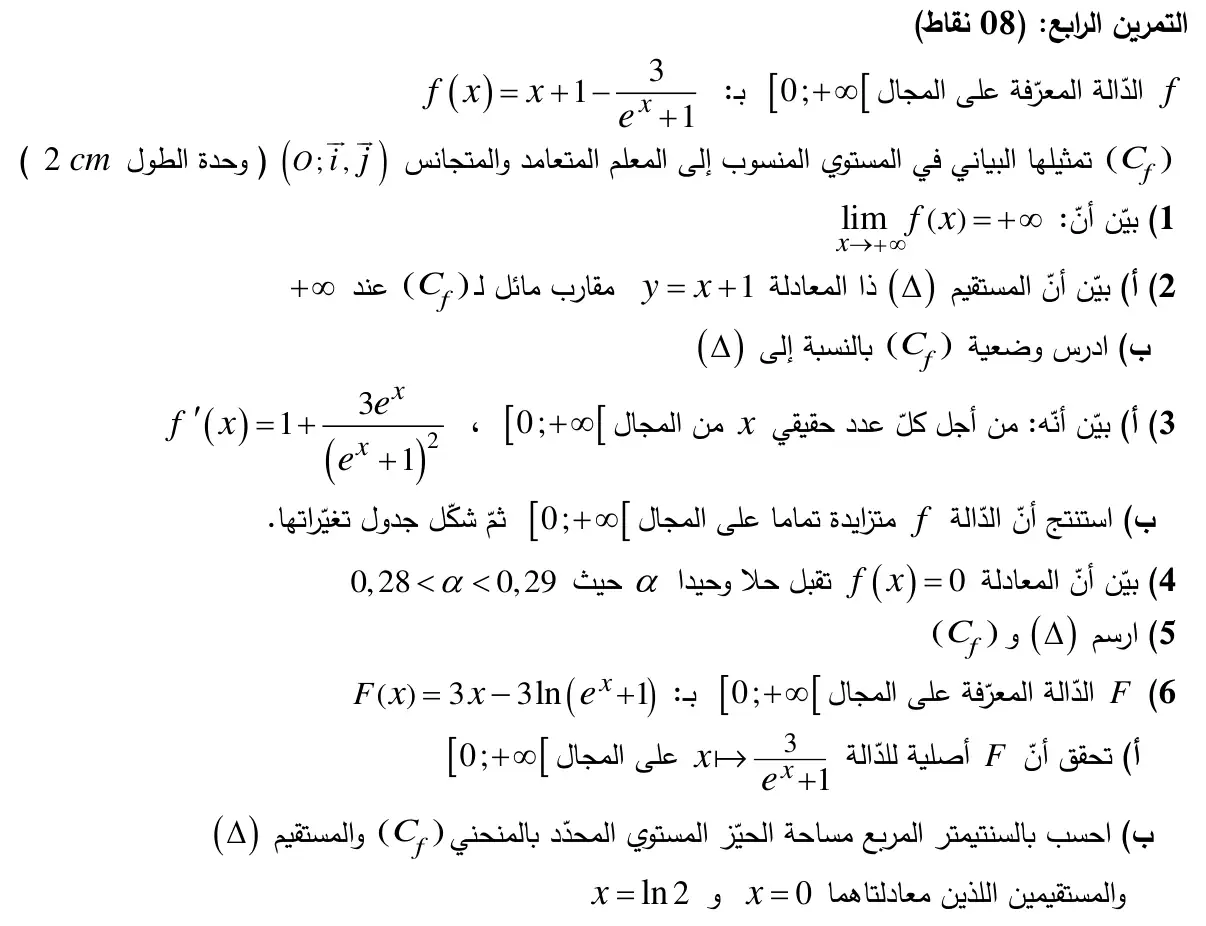 التمرين الرابع: (08 نقاط)
f الدّالة المعرّفة على المجال [0;+∞[ بـ: f(x)=x+1-\frac{3}{e^x+1}
(C_f) تمثيلها البياني في المستوي المنسوب إلى المعلم المتعامد والمتجانس (O;\vec{i},\vec{j}) ( وحدة الطول 2 cm )
1) بيّن أنّ: \lim_{x→+∞} f(x)=+∞
2) أ) بيّن أنّ المستقيم (Δ) ذا المعادلة y=x+1 مقارب مائل لـ (C_f) عند +∞
ب) ادرس وضعية (C_f) بالنسبة إلى (Δ)
3) أ) بيّن أنّه: من أجل كلّ عدد حقيقي x من المجال [0;+∞[ ، f'(x)=1+\frac{3e^x}{(e^x+1)^2}
ب) استنتج أنّ الدّالة f متزايدة تماما على المجال [0;+∞[ ثمّ شكّل جدول تغيّراتها.
4) بيّن أنّ المعادلة f(x)=0 تقبل حلا وحيدا α حيث 0,28<α<0,29
5) ارسم (Δ) و (C_f)
6) F الدّالة المعرّفة على المجال [0;+∞[ بـ: F(x)=3x-3ln(e^x+1)
أ) تحقق أنّ F أصلية للدّالة x↦\frac{3}{e^x+1} على المجال [0;+∞[
ب) احسب بالسنتيمتر المربع مساحة الحيّز المستوي المحدّد بالمنحني (C_f) والمستقيم (Δ)
والمستقيمين اللذين معادلتاهما x=0 و x=ln2